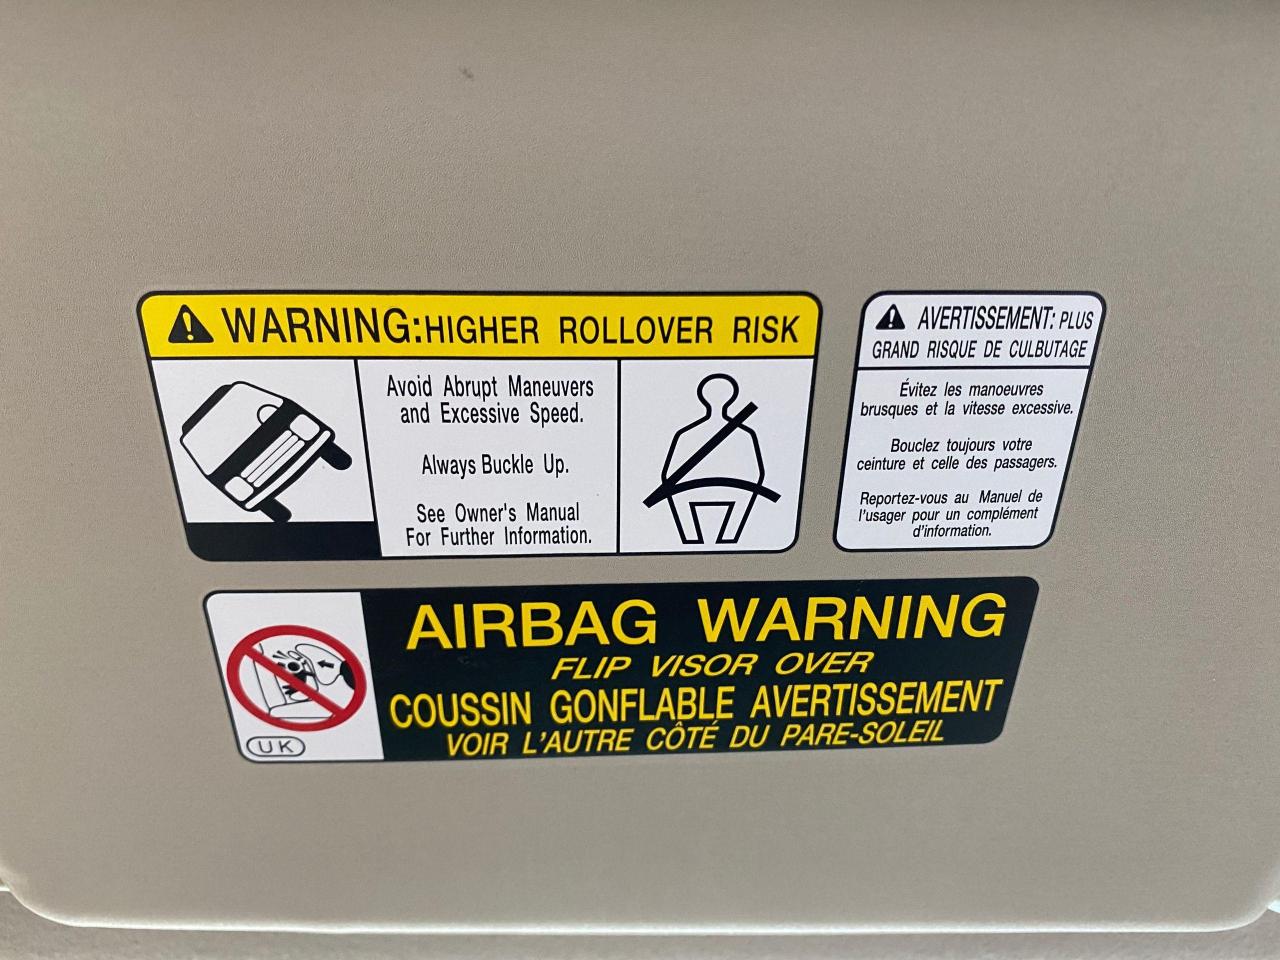 WARNING:HIGHER ROLLOVER RISK
Avoid Abrupt Maneuvers
and Excessive Speed.
Always Buckle Up.
See Owner's Manual
For Further Information.
AVERTISSEMENT: PLUS
GRAND RISQUE DE CULBUTAGE
Évitez les manoeuvres
brusques et la vitesse excessive.
Bouclez toujours votre
ceinture et celle des passagers.
Reportez-vous au Manuel de
l'usager pour un complément
d'information.
AIRBAG WARNING
FLIP VISOR OVER
COUSSIN GONFLABLE AVERTISSEMENT
VOIR L'AUTRE CÔTÉ DU PARE-SOLEIL
UK